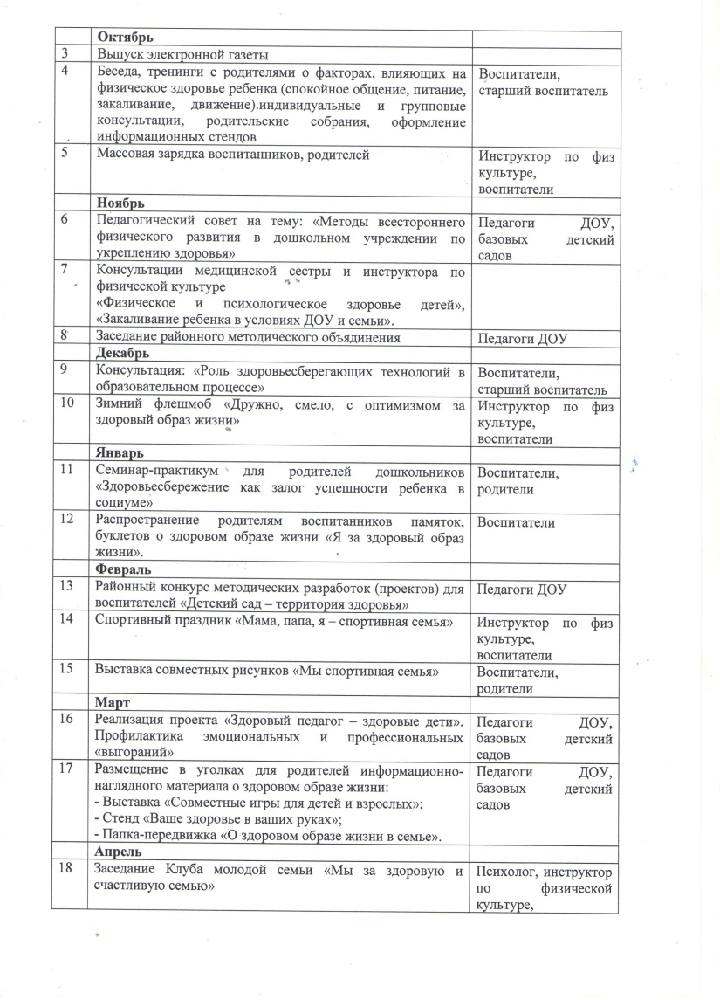 Октябрь
3 Выпуск электронной газеты
4 Беседа, тренинги с родителями о факторах, влияющих на Воспитатели,
физическое здоровье ребенка (спокойное общение, питание, старший воспитатель
закаливание, движение).индивидуальные и групповые
консультации, родительские собрания, оформление
информационных стендов
5 Массовая зарядка воспитанников, родителей Инструктор по физ
культуре,
воспитатели
Ноябрь
6 Педагогический совет на тему: «Методы всестороннего Педагоги ДОУ,
физического развития в дошкольном учреждении по базовых детский
укреплению здоровья» садов
7 Консультации медицинской сестры и инструктора по
физической культуре
«Физическое и психологическое здоровье детей»,
«Закаливание ребенка в условиях ДОУ и семьи».
8 Заседание районного методического объядинения Педагоги ДОУ
Декабрь
9 Консультация: «Роль здоровьесберегающих технологий в Воспитатели,
образовательном процессе» старший воспитатель
10 Зимний флешмоб «Дружно, смело, с оптимизмом за Инструктор по физ
здоровый образ жизни» культуре,
воспитатели
Январь
11 Семинар-практикум для родителей дошкольников Воспитатели,
«Здоровьесбережение как залог успешности ребенка в родители
социуме»
12 Распространение родителям воспитанников памяток, Воспитатели
буклетов о здоровом образе жизни «Я за здоровый образ
жизни».
Февраль
13 Районный конкурс методических разработок (проектов) для Педагоги ДОУ
воспитателей «Детский сад – территория здоровья»
14 Спортивный праздник «Мама, папа, я – спортивная семья» Инструктор по физ
культуре,
воспитатели
15 Выставка совместных рисунков «Мы спортивная семья» Воспитатели,
родители
Март
16 Реализация проекта «Здоровый педагог – здоровые дети». Педагоги ДОУ,
Профилактика эмоциональных и профессиональных базовых детский
«выгораний» садов
17 Размещение в уголках для родителей информационно- Педагоги ДОУ,
наглядного материала о здоровом образе жизни: базовых детский
- Выставка «Совместные игры для детей и взрослых»; садов
- Стенд «Ваше здоровье в ваших руках»;
- Папка-передвижка «О здоровом образе жизни в семье».
Апрель
18 Заседание Клуба молодой семьи «Мы за здоровую и Психолог, инструктор
счастливую семью» по физической
культуре,